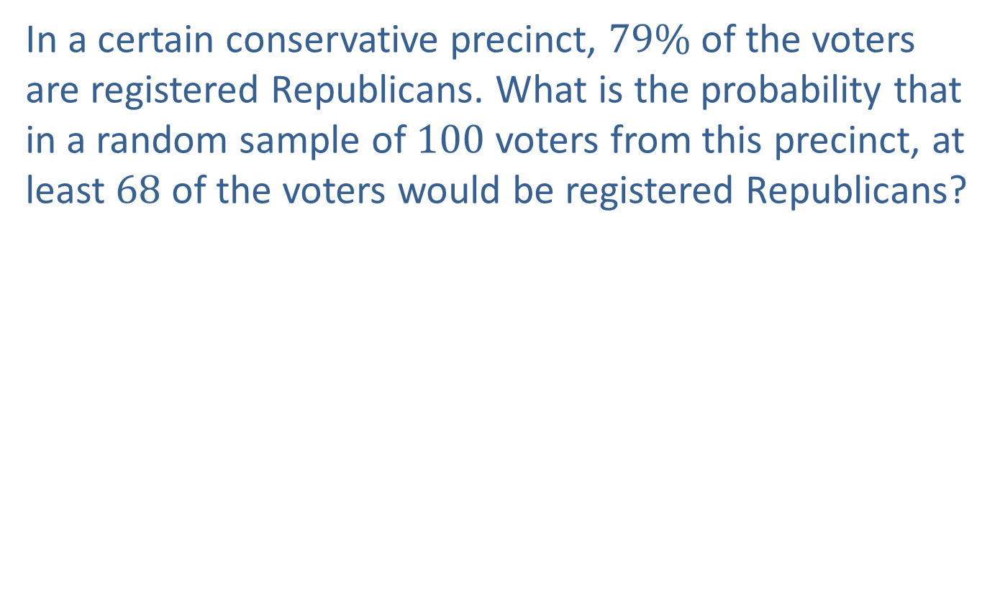 In a certain conservative precinct, 79% of the voters
are registered Republicans. What is the probability that
in a random sample of 100 voters from this precinct, at
least 68 of the voters would be registered Republicans?